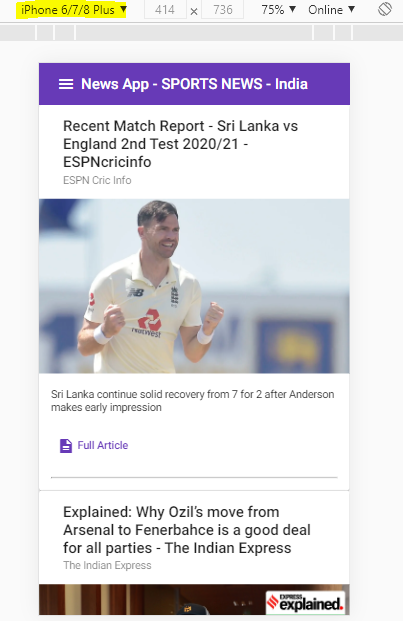 iPhone 6/7/8 Plus ▼ 414 x 736 75% ▼ Online ▼
News App - SPORTS NEWS - India
Recent Match Report - Sri Lanka vs
England 2nd Test 2020/21 -
ESPNcricinfo
ESPN Cric Info
NB
NatWest
Sri Lanka continue solid recovery from 7 for 2 after Anderson
makes early impression
Full Article
Explained: Why Ozil's move from
Arsenal to Fenerbahce is a good deal
for all parties - The Indian Express
The Indian Express
EXPRESS
explained.